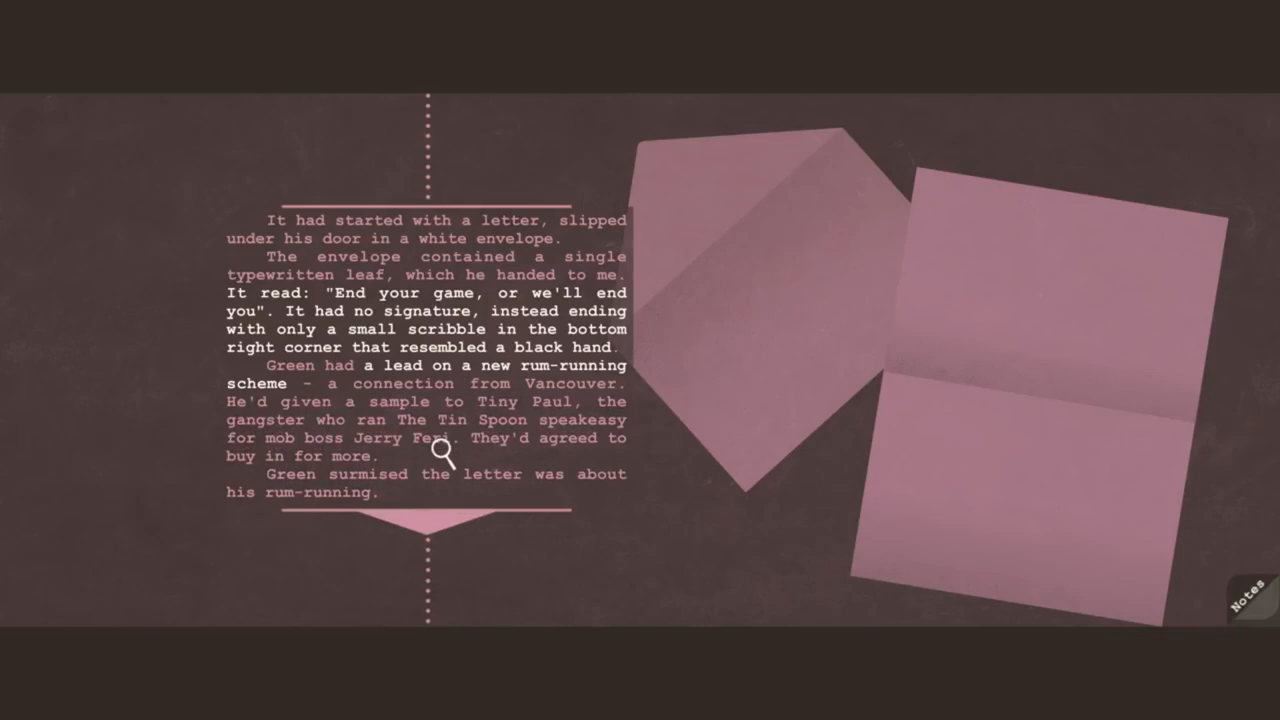 It had started with a letter, slipped
under his door in a white envelope.
The envelope contained a single
typewritten leaf, which he handed to me.
It read: "End your game, or we'll end
you". It had no signature, instead ending
with only a small scribble in the bottom
right corner that resembled a black hand.
Green had a lead on a new rum-running
scheme - a connection from Vancouver.
He'd given a sample to Tiny Paul, the
gangster who ran The Tin Spoon speakeasy
for mob boss Jerry Feri. They'd agreed to
buy in for more.
Green surmised the letter was about
his rum-running.
Notes